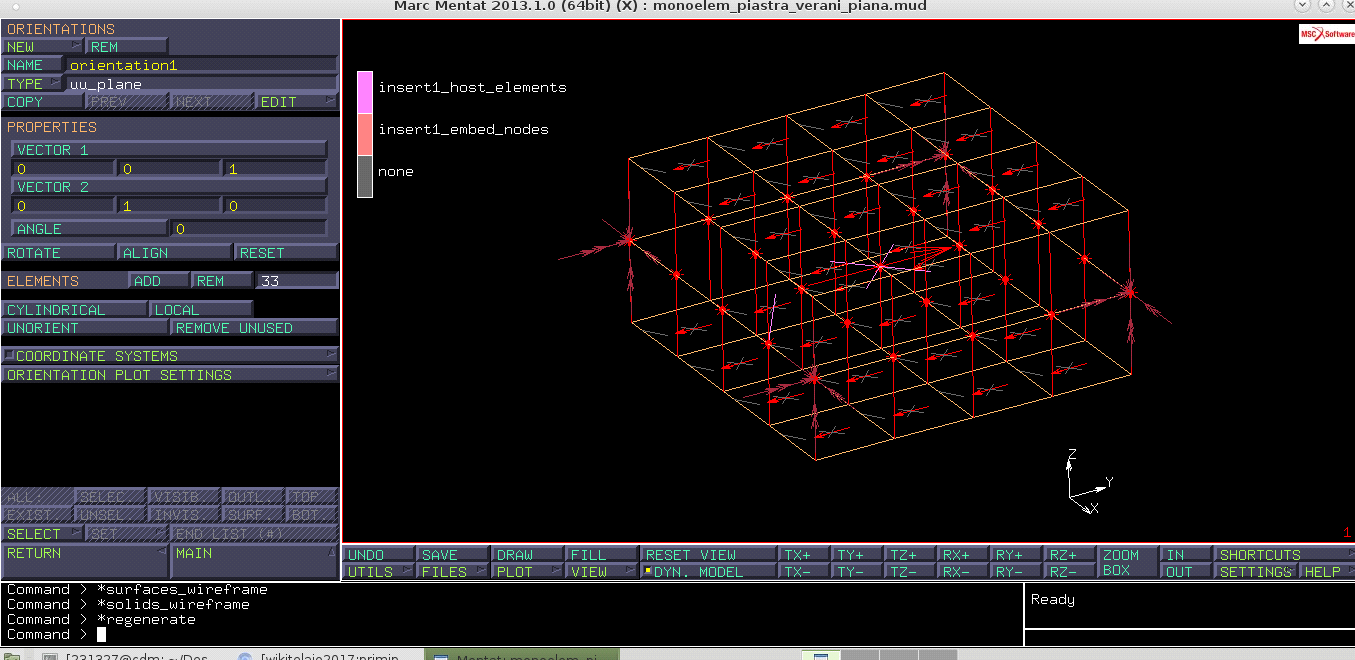 Marc Mentat 2013.1.0 (64bit) (X) : monoelem_piastra_verani_piana.mud
ORIENTATIONS
NEW REM
NAME orientation1
TYPE uu_plane
COPY PREV NEXT EDIT
PROPERTIES
VECTOR 1
0 0 1
VECTOR 2
0 1 0
ANGLE 0
ROTATE ALIGN RESET
ELEMENTS ADD REM 33
CYLINDRICAL LOCAL
UNORIENT REMOVE UNUSED
COORDINATE SYSTEMS
ORIENTATION PLOT SETTINGS
ALL: SELEC VISIB OUTL. TOP
EXIST UNSEL INVIS. SURF. BOT
SELECT SET END LIST (#)
RETURN MAIN
MSC Software
insert1_host_elements
insert1_embed_nodes
none
Z
Y
X
1
UNDO SAVE DRAW FILL RESET VIEW TX+ TY+ TZ+ RX+ RY+ RZ+ ZOOM BOX IN SHORTCUTS
UTILS FILES PLOT VIEW DYN. MODEL TX- TY- TZ- RX- RY- RZ- OUT SETTINGS HELP
Command > *surfaces_wireframe
Command > *solids_wireframe
Command > *regenerate
Command >
Ready